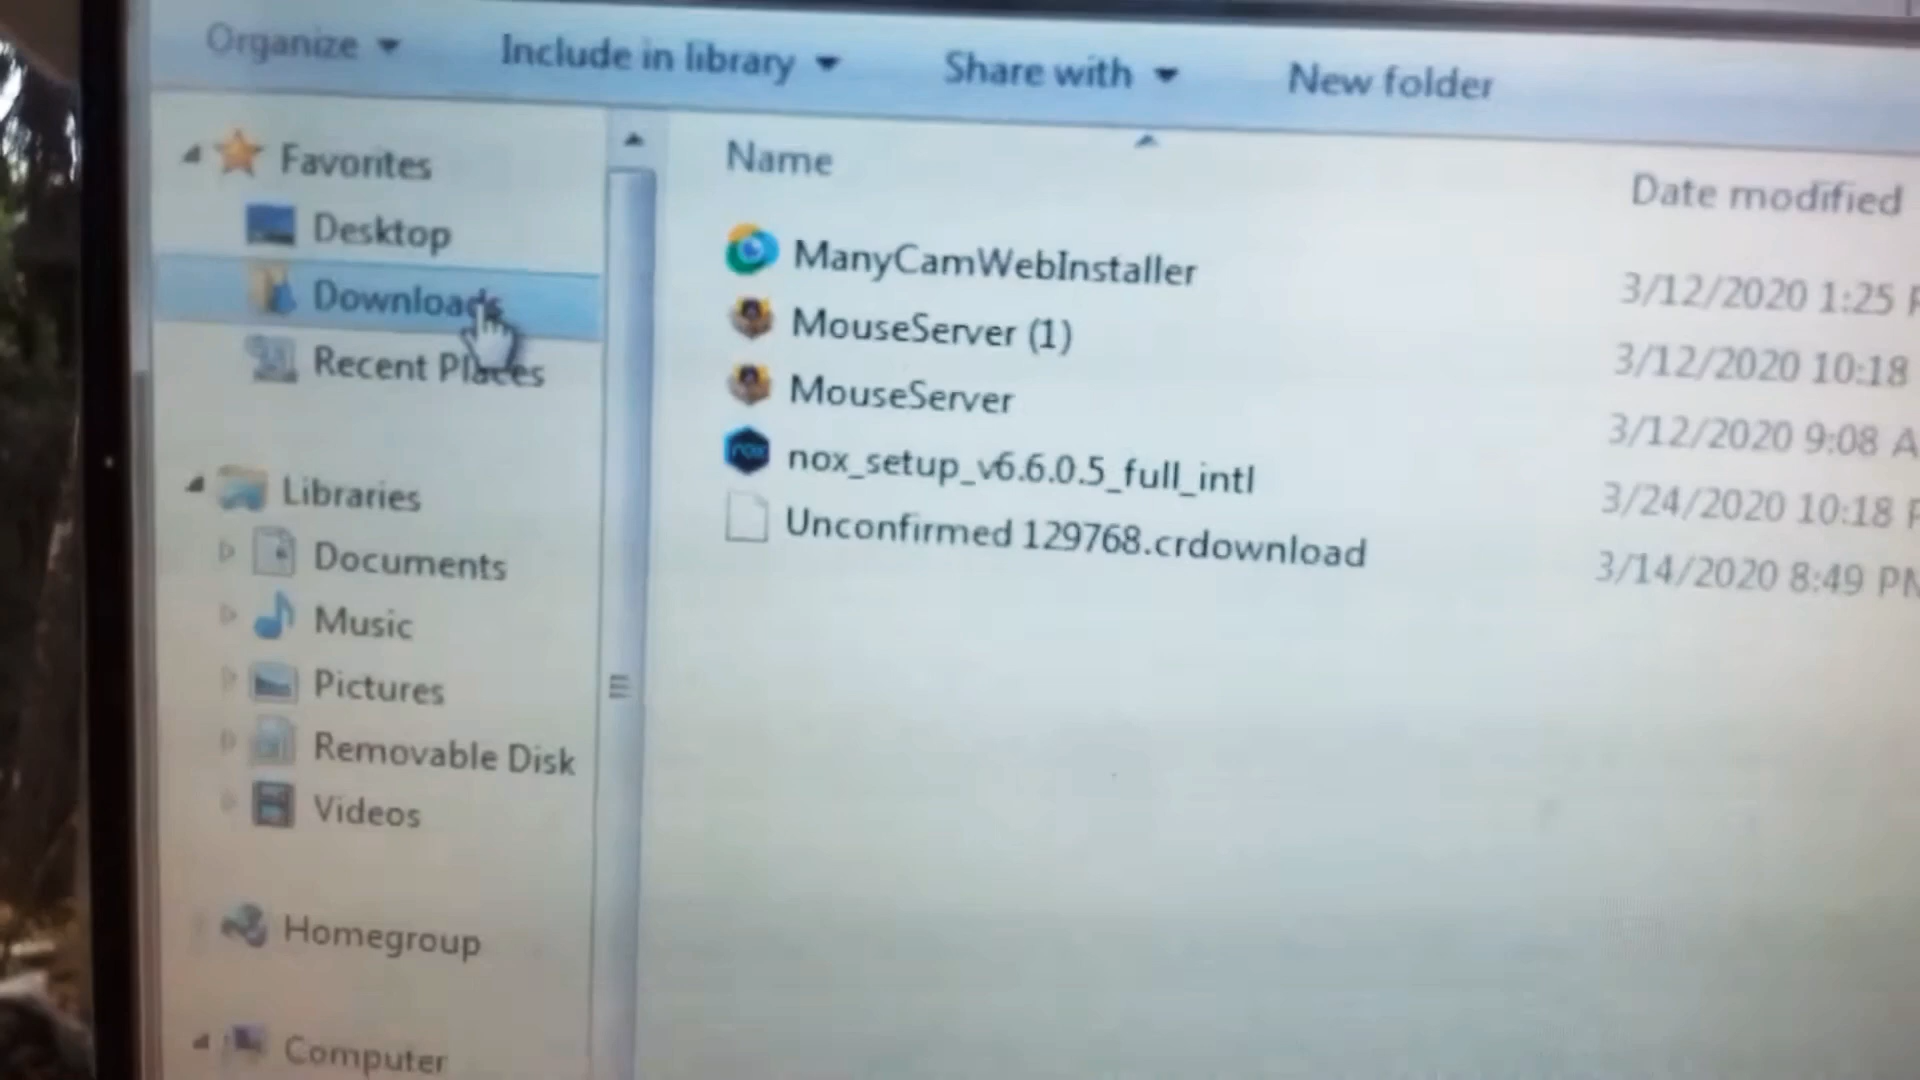 Organize Include in library Share with New folder
Favorites
Desktop
Downloads
Recent Places
Libraries
Documents
Music
Pictures
Removable Disk
Videos
Homegroup
Computer
Name Date modified
ManyCamWebInstaller 3/12/2020 1:25
MouseServer (1) 3/12/2020 10:18
MouseServer 3/12/2020 9:08 A
nox_setup_v6.6.0.5_full_intl 3/24/2020 10:18
Unconfirmed 129768.crdownload 3/14/2020 8:49 PM